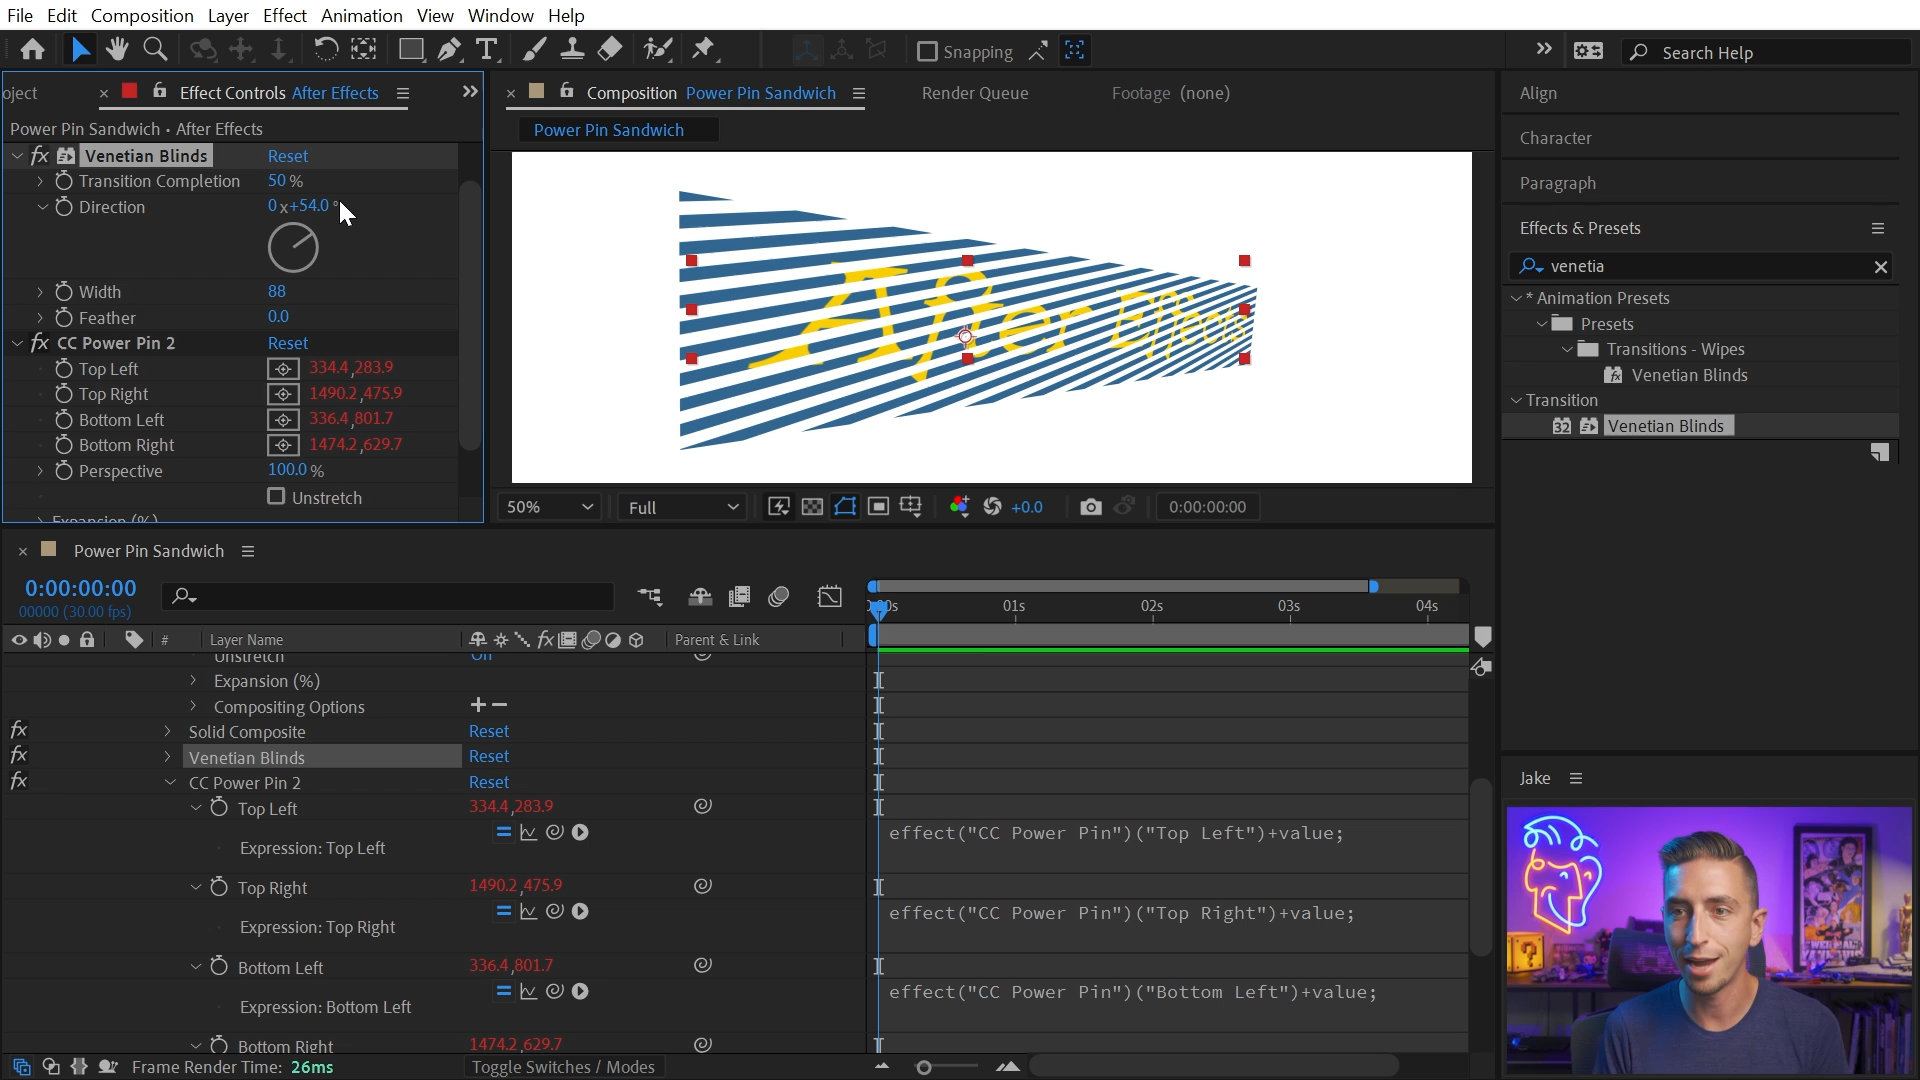 File Edit Composition Layer Effect Animation View Window Help
Snapping
Search Help
oject
Effect Controls After Effects
Composition Power Pin Sandwich
Render Queue
Footage (none)
Power Pin Sandwich • After Effects
Power Pin Sandwich
fx Venetian Blinds Reset
Transition Completion 50 %
Direction 0 x+54.0 °
Width 88
Feather 0.0
fx CC Power Pin 2 Reset
Top Left 334.4,283.9
Top Right 1490.2,475.9
Bottom Left 336.4,801.7
Bottom Right 1474.2,629.7
Perspective 100.0 %
Unstretch
Expansion (%)
After Effects
50% Full +0.0 0:00:00:00
Align
Character
Paragraph
Effects & Presets
venetia
* Animation Presets
Presets
Transitions - Wipes
Venetian Blinds
Transition
32 Venetian Blinds
Power Pin Sandwich
0:00:00:00
00000 (30.00 fps)
01s 02s 03s 04s
# Layer Name fx Parent & Link
Unstretch Off
Expansion (%)
Compositing Options
fx Solid Composite Reset
fx Venetian Blinds Reset
fx CC Power Pin 2 Reset
Top Left 334.4,283.9
Expression: Top Left effect("CC Power Pin")("Top Left")+value;
Top Right 1490.2,475.9
Expression: Top Right effect("CC Power Pin")("Top Right")+value;
Bottom Left 336.4,801.7
Expression: Bottom Left effect("CC Power Pin")("Bottom Left")+value;
Bottom Right 1474.2,629.7
Frame Render Time: 26ms
Toggle Switches / Modes
Jake